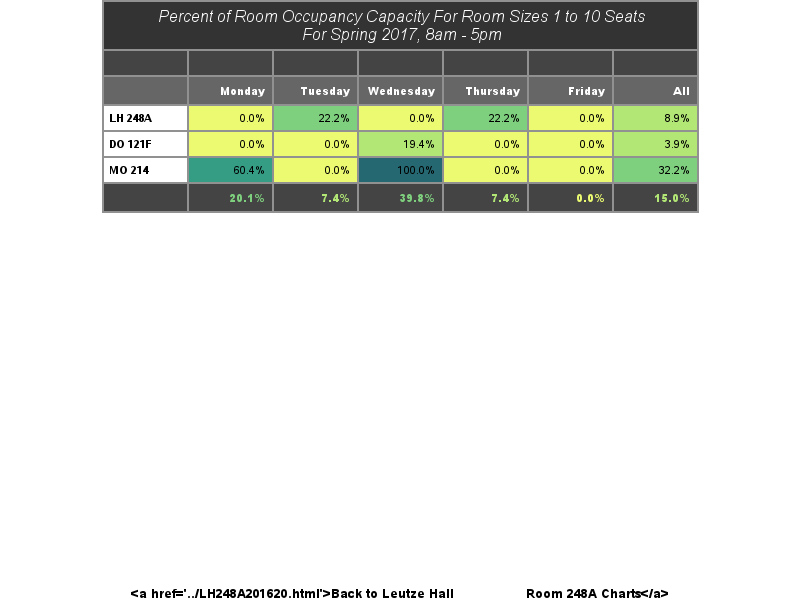 Percent of Room Occupancy Capacity For Room Sizes 1 to 10 Seats
For Spring 2017, 8am - 5pm
Monday Tuesday Wednesday Thursday Friday All
LH 248A 0.0% 22.2% 0.0% 22.2% 0.0% 8.9%
DO 121F 0.0% 0.0% 19.4% 0.0% 0.0% 3.9%
MO 214 60.4% 0.0% 100.0% 0.0% 0.0% 32.2%
20.1% 7.4% 39.8% 7.4% 0.0% 15.0%
<a href='../LH248A201620.html'>Back to Leutze Hall Room 248A Charts</a>